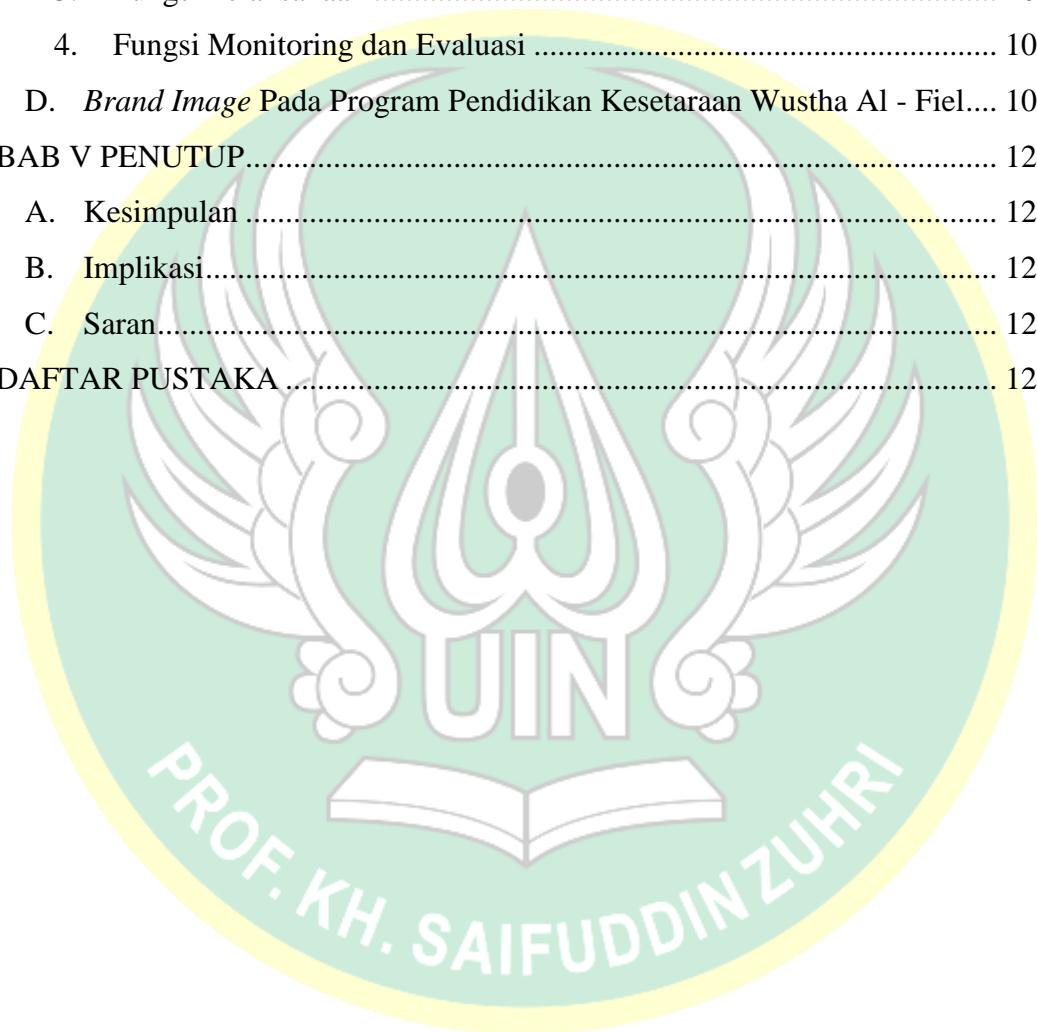 4. Fungsi Monitoring dan Evaluasi ........................................................ 10
D. Brand Image Pada Program Pendidikan Kesetaraan Wustha Al - Fiel.... 10
BAB V PENUTUP........................................................................................... 12
A. Kesimpulan ........................................................................................... 12
B. Implikasi................................................................................................ 12
C. Saran...................................................................................................... 12
DAFTAR PUSTAKA ...................................................................................... 12
UIN
PROF. KH. SAIFUDDIN ZUHRI